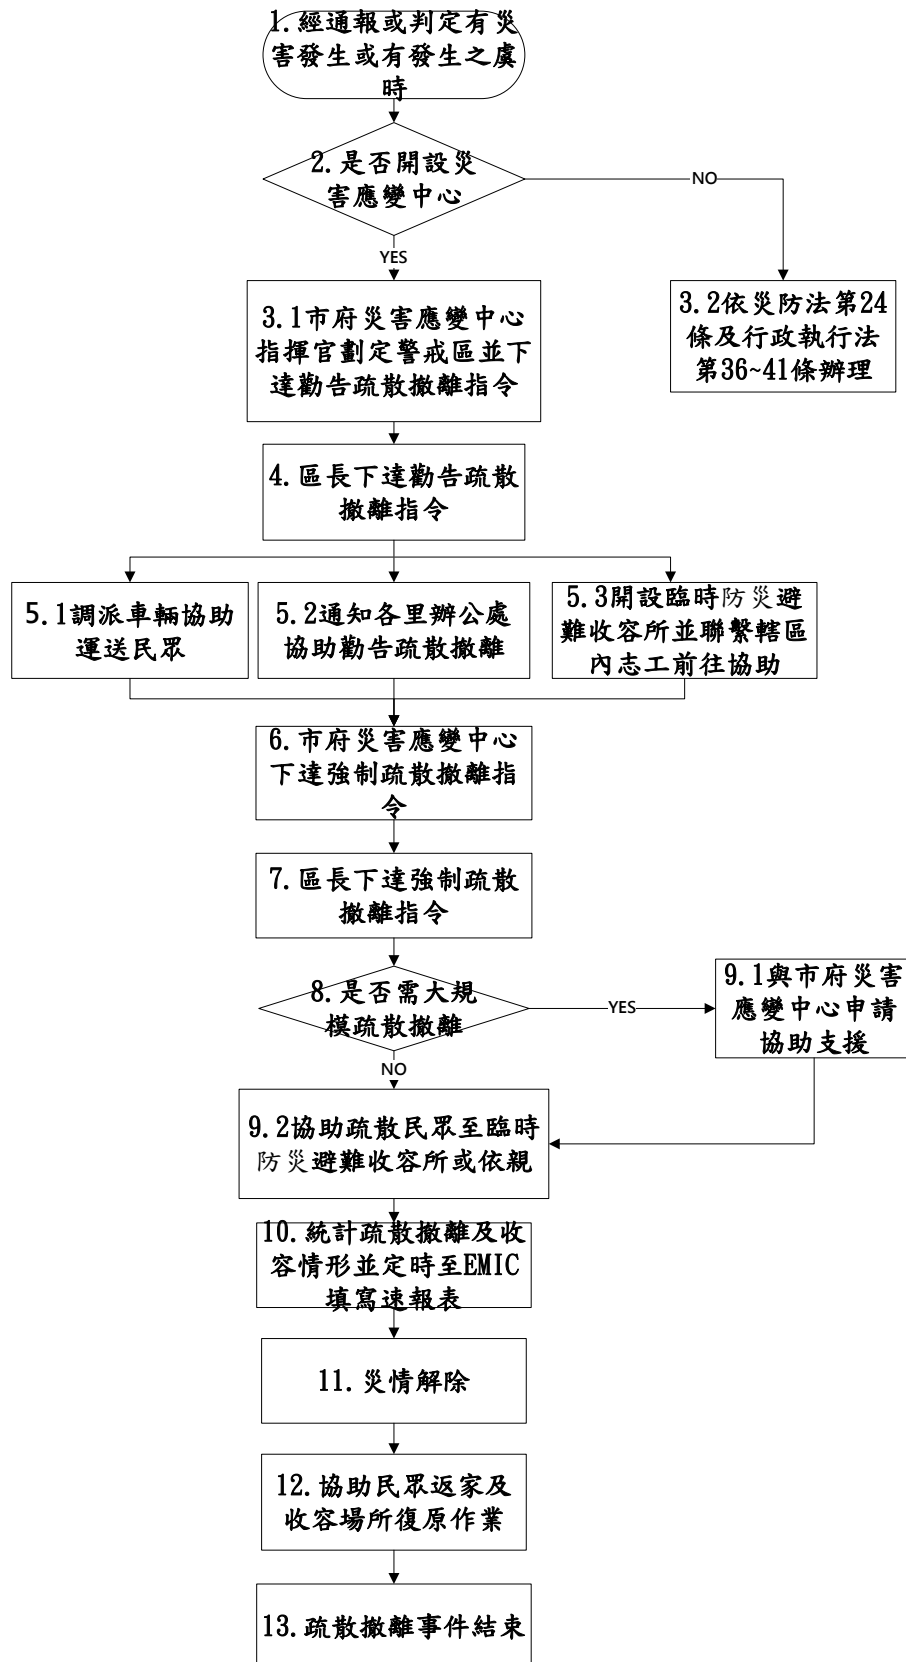 1.經通報或判定有災
害發生或有發生之虞
時
2.是否開設災
害應變中心
NO
YES
3.1市府災害應變中心
指揮官劃定警戒區並下
達勸告疏散撤離指令
3.2依災防法第24
條及行政執行法
第36~41條辦理
4.區長下達勸告疏散
撤離指令
5.1調派車輛協助
運送民眾
5.2通知各里辦公處
協助勸告疏散撤離
5.3開設臨時防災避
難收容所並聯繫轄區
內志工前往協助
6.市府災害應變中心
下達強制疏散撤離指
令
7.區長下達強制疏散
撤離指令
8.是否需大規
模疏散撤離
YES
NO
9.1與市府災害
應變中心申請
協助支援
9.2協助疏散民眾至臨時
防災避難收容所或依親
10.統計疏散撤離及收
容情形並定時至EMIC
填寫速報表
11.災情解除
12.協助民眾返家及
收容場所復原作業
13.疏散撤離事件結束